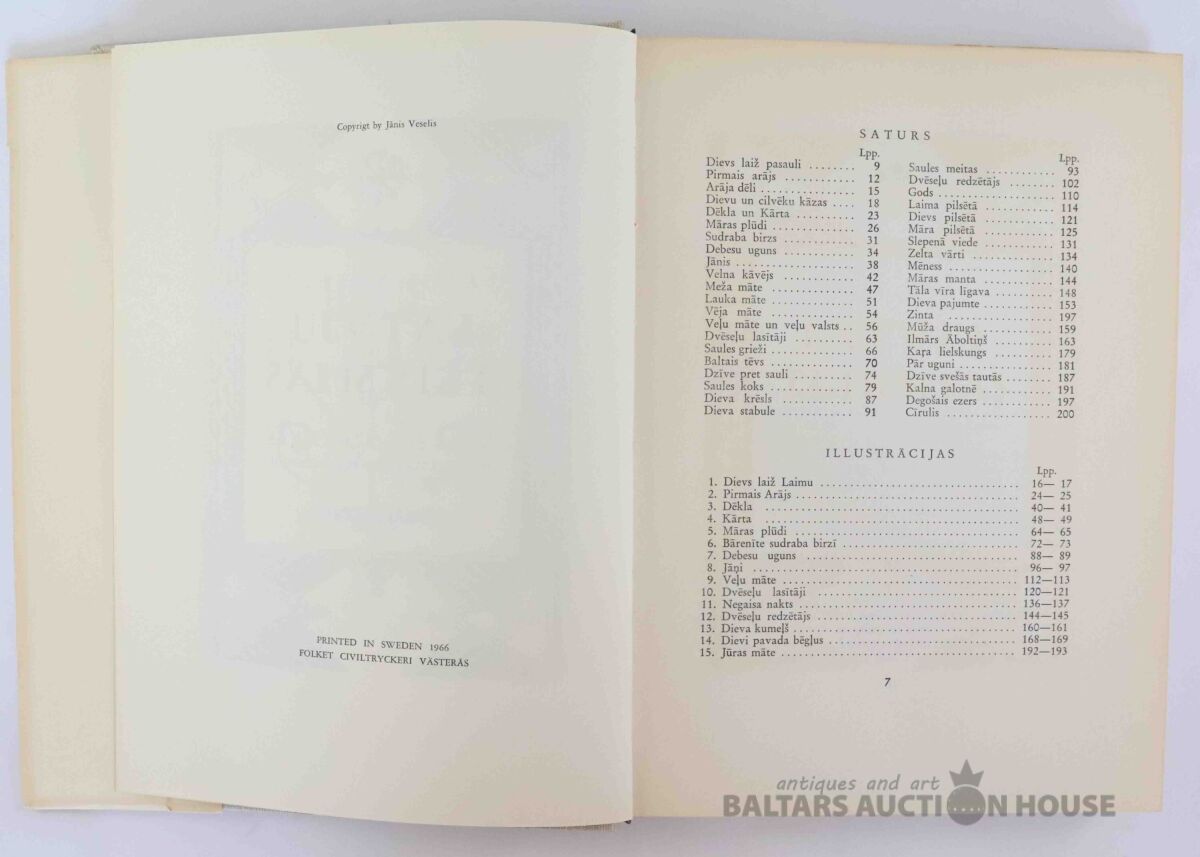 Copyrigt by Jānis Veselis
PRINTED IN SWEDEN 1966
FOLKET CIVILTRYCKERI VÄSTERÅS
SATURS
Lpp.
Dievs laiž pasauli ........ 9
Pirmais arājs ............ 12
Arāja dēli ................ 15
Dievu un cilvēku kāzas .... 18
Dēkla un Kārta .......... 23
Māras plūdi .............. 26
Sudraba birzs ............ 31
Debesu uguns ............ 34
Jānis .................... 38
Velna kāvējs ............ 42
Meža māte .............. 47
Lauka māte .............. 51
Vēja māte .............. 54
Veļu māte un veļu valsts .. 56
Dvēseļu lasītāji .......... 63
Saules grieži .............. 66
Baltais tēvs .............. 70
Dzīve pret sauli .......... 74
Saules koks .............. 79
Dieva krēsls ............ 87
Dieva stabule ............ 91
Lpp.
Saules meitas ............ 93
Dvēseļu redzētājs ........ 102
Gods .................... 110
Laima pilsētā ............ 114
Dievs pilsētā ............ 121
Māra pilsētā ............ 125
Slepenā viede ............ 131
Zelta vārti .............. 134
Mēness .................. 140
Māras manta ............ 144
Tāla vīra līgava .......... 148
Dieva pajumte ............ 153
Zinta .................. 197
Mūža draugs ............ 159
Ilmārs Āboltiņš .......... 163
Kaŗa lielskungs .......... 179
Pār uguni ................ 181
Dzīve svešās tautās ........ 187
Kalna galotnē ............ 191
Degošais ezers ............ 197
Cīrulis .................. 200
ILLUSTRĀCIJAS
Lpp.
1. Dievs laiž Laimu .............................. 16— 17
2. Pirmais Arājs .................................. 24— 25
3. Dēkla ...................................... 40— 41
4. Kārta ...................................... 48— 49
5. Māras plūdi .................................. 64— 65
6. Bārenīte sudraba birzī .......................... 72— 73
7. Debesu uguns ................................ 88— 89
8. Jāņi ........................................ 96— 97
9. Veļu māte .................................... 112—113
10. Dvēseļu lasītāji .............................. 120—121
11. Negaisa nakts ................................ 136—137
12. Dvēseļu redzētājs .............................. 144—145
13. Dieva kumeļš ................................ 160—161
14. Dievi pavada bēgļus ............................ 168—169
15. Jūras māte .................................... 192—193
7
antiques and art
BALTARS AUCTION HOUSE